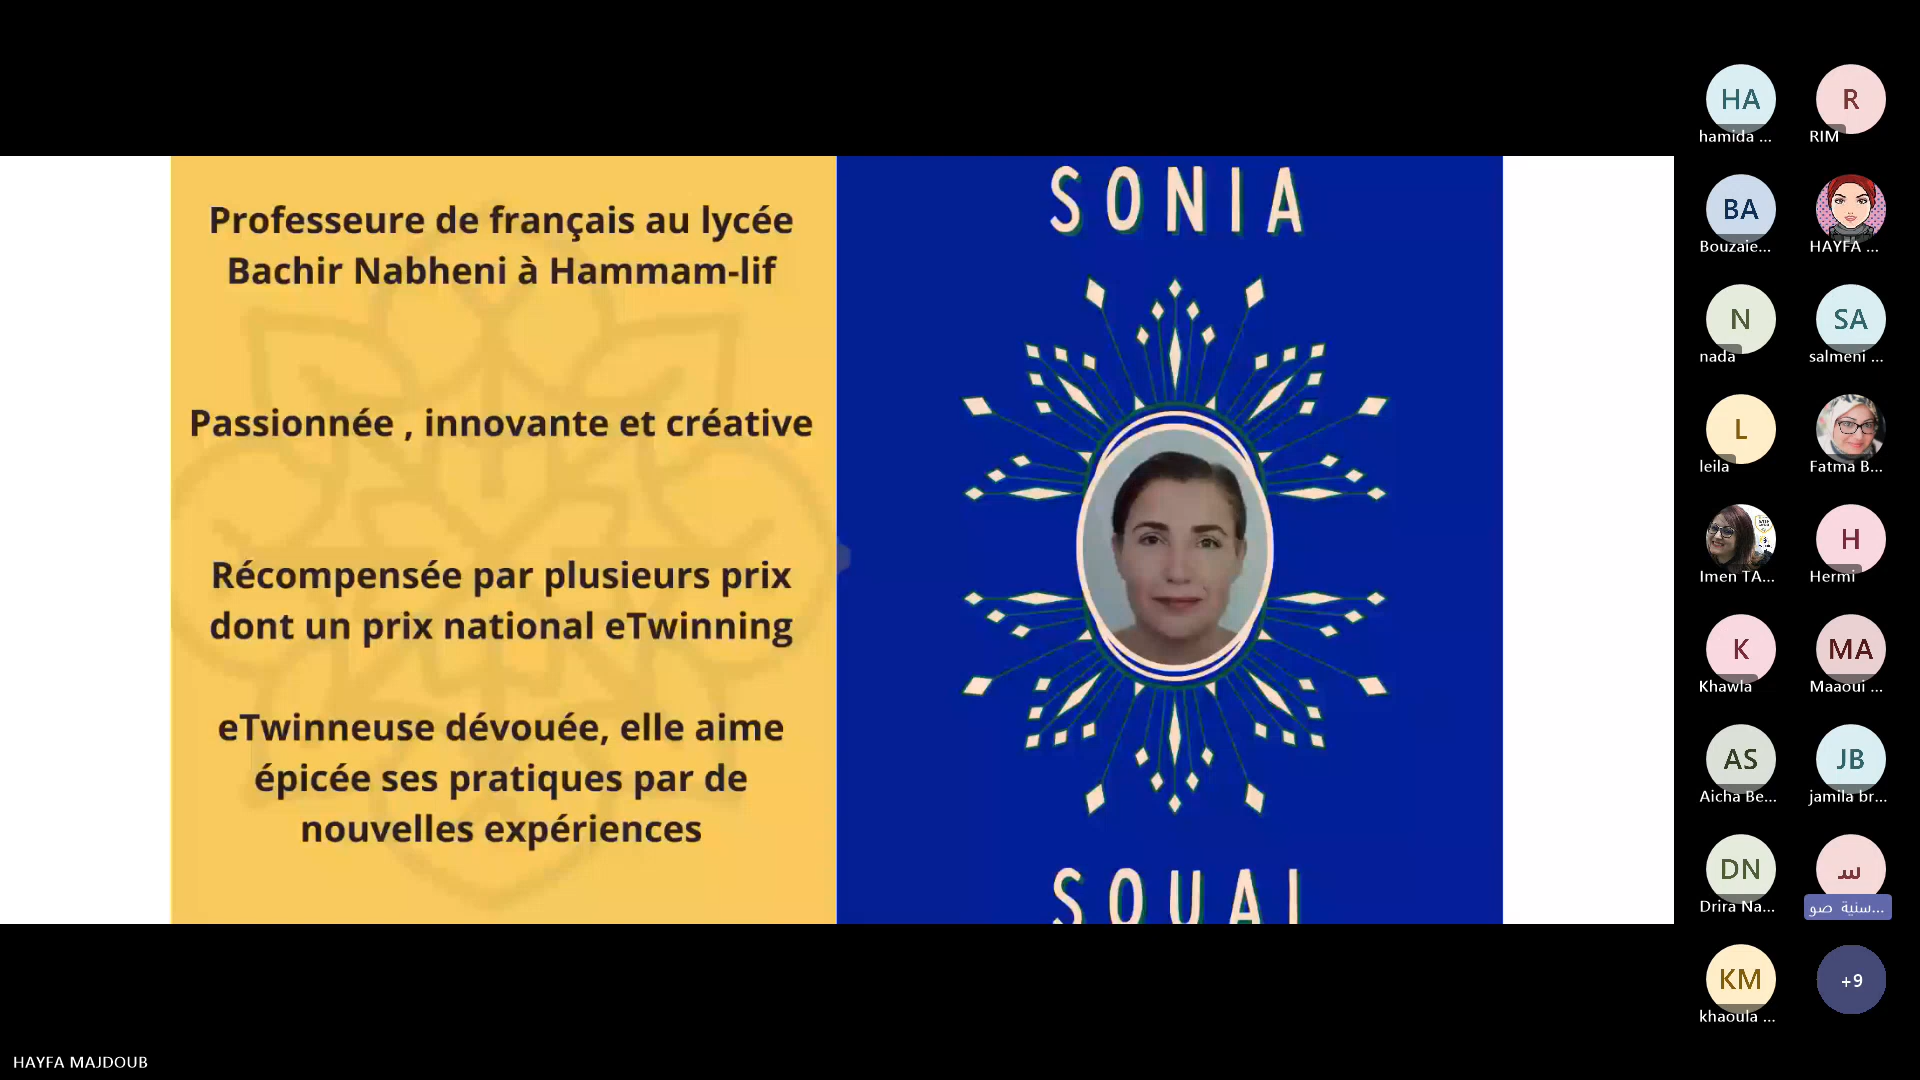 Professeure de français au lycée
Bachir Nabheni à Hammam-lif
Passionnée , innovante et créative
Récompensée par plusieurs prix
dont un prix national eTwinning
eTwinneuse dévouée, elle aime
épicée ses pratiques par de
nouvelles expériences
SONIA
SOUAI
HA
hamida ...
R
RIM
BA
Bouzaie...
HAYFA ...
N
nada
SA
salmeni ...
L
leila
Fatma B...
Imen TA...
H
Hermi
K
Khawla
MA
Maaoui ...
AS
Aicha Be...
JB
jamila br...
DN
Drira Na...
س
سنية صو...
KM
khaoula ...
+9
HAYFA MAJDOUB